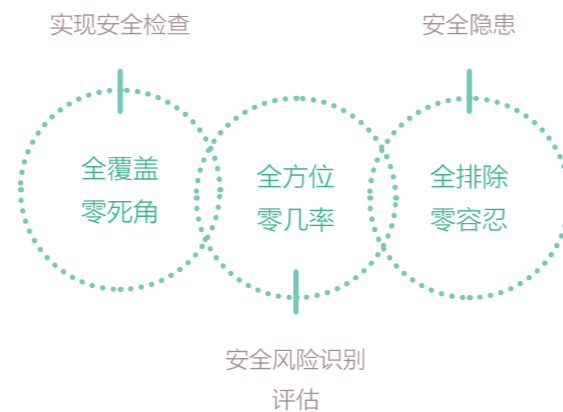 实现安全检查
安全隐患
全覆盖
零死角
全方位
零几率
全排除
零容忍
安全风险识别
评估